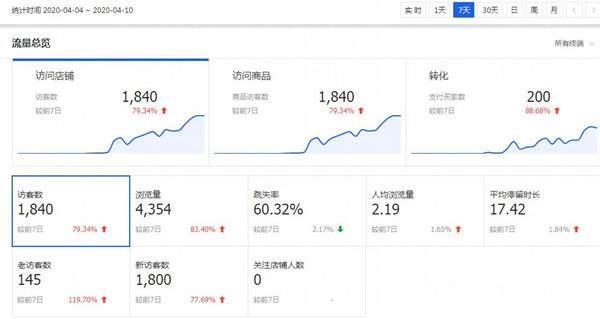 统计时间 2020-04-04 ~ 2020-04-10 实时 1天 7天 30天 日 周 月 < >
流量总览 所有终端
访问店铺 访问商品 转化
访客数 1,840 商品访客数 1,840 支付买家数 200
较前7日 79.34% 较前7日 79.34% 较前7日 88.68%
访客数 浏览量 跳失率 人均浏览量 平均停留时长
1,840 4,354 60.32% 2.19 17.42
较前7日 79.34% 较前7日 83.40% 较前7日 2.17% 较前7日 1.65% 较前7日 1.84%
老访客数 新访客数 关注店铺人数
145 1,800 0
较前7日 119.70% 较前7日 77.69% 较前7日 -